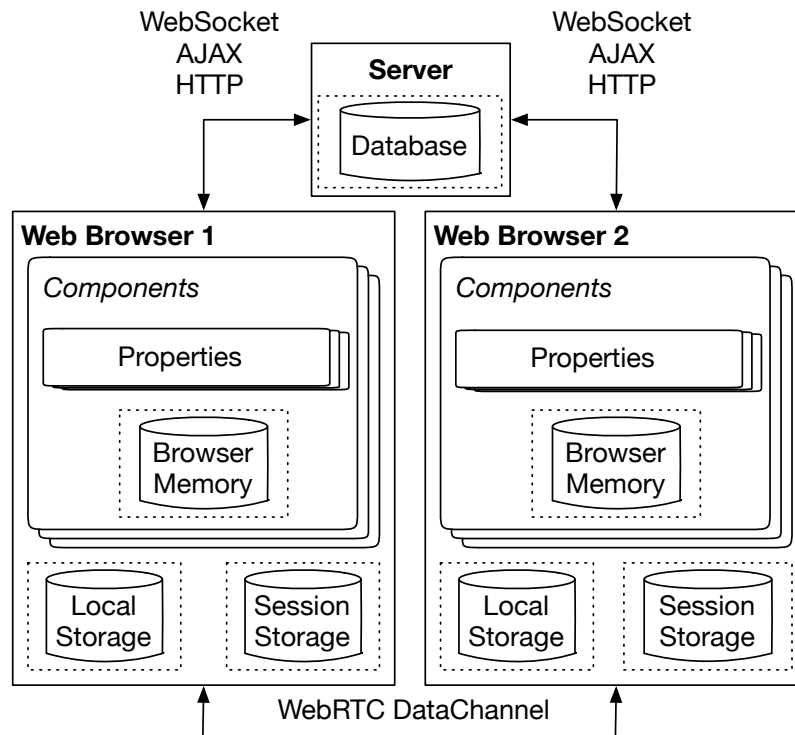 WebSocket
AJAX
HTTP
WebSocket
AJAX
HTTP
Server
Database
Web Browser 1
Components
Properties
Browser
Memory
Local
Storage
Session
Storage
Web Browser 2
Components
Properties
Browser
Memory
Local
Storage
Session
Storage
WebRTC DataChannel